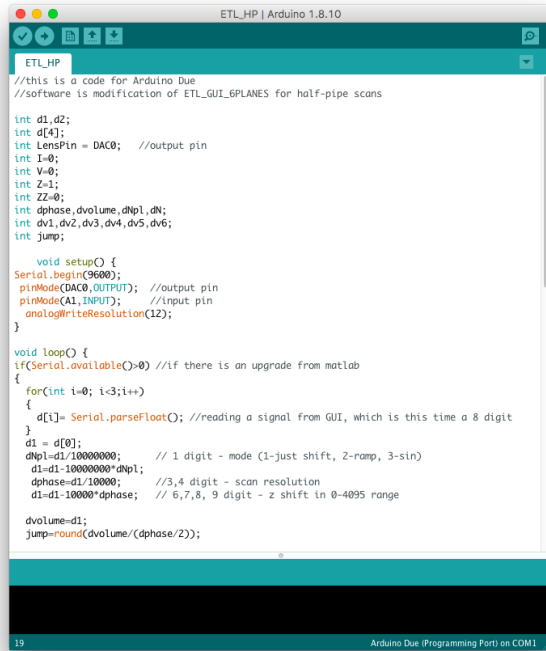 ETL_HP | Arduino 1.8.10
ETL_HP
//this is a code for Arduino Due
//software is modification of ETL_GUI_6PLANES for half-pipe scans
int d1,d2;
int d[4];
int LensPin = DAC0;   //output pin
int I=0;
int V=0;
int Z=1;
int ZZ=0;
int dphase,dvolume,dNpl,dN;
int dv1,dv2,dv3,dv4,dv5,dv6;
int jump;
void setup() {
Serial.begin(9600);
pinMode(DAC0,OUTPUT);  //output pin
pinMode(A1,INPUT);     //input pin
analogWriteResolution(12);
}
void loop() {
if(Serial.available()>0) //if there is an upgrade from matlab
{
for(int i=0; i<3;i++)
{
d[i]= Serial.parseFloat(); //reading a signal from GUI, which is this time a 8 digit
}
d1 = d[0];
dNpl=d1/10000000;     // 1 digit - mode (1-just shift, 2-ramp, 3-sin)
d1=d1-10000000*dNpl;
dphase=d1/10000;      //3,4 digit - scan resolution
d1=d1-10000*dphase;   // 6,7,8, 9 digit - z shift in 0-4095 range
dvolume=d1;
jump=round(dvolume/(dphase/2));
19
Arduino Due (Programming Port) on COM1